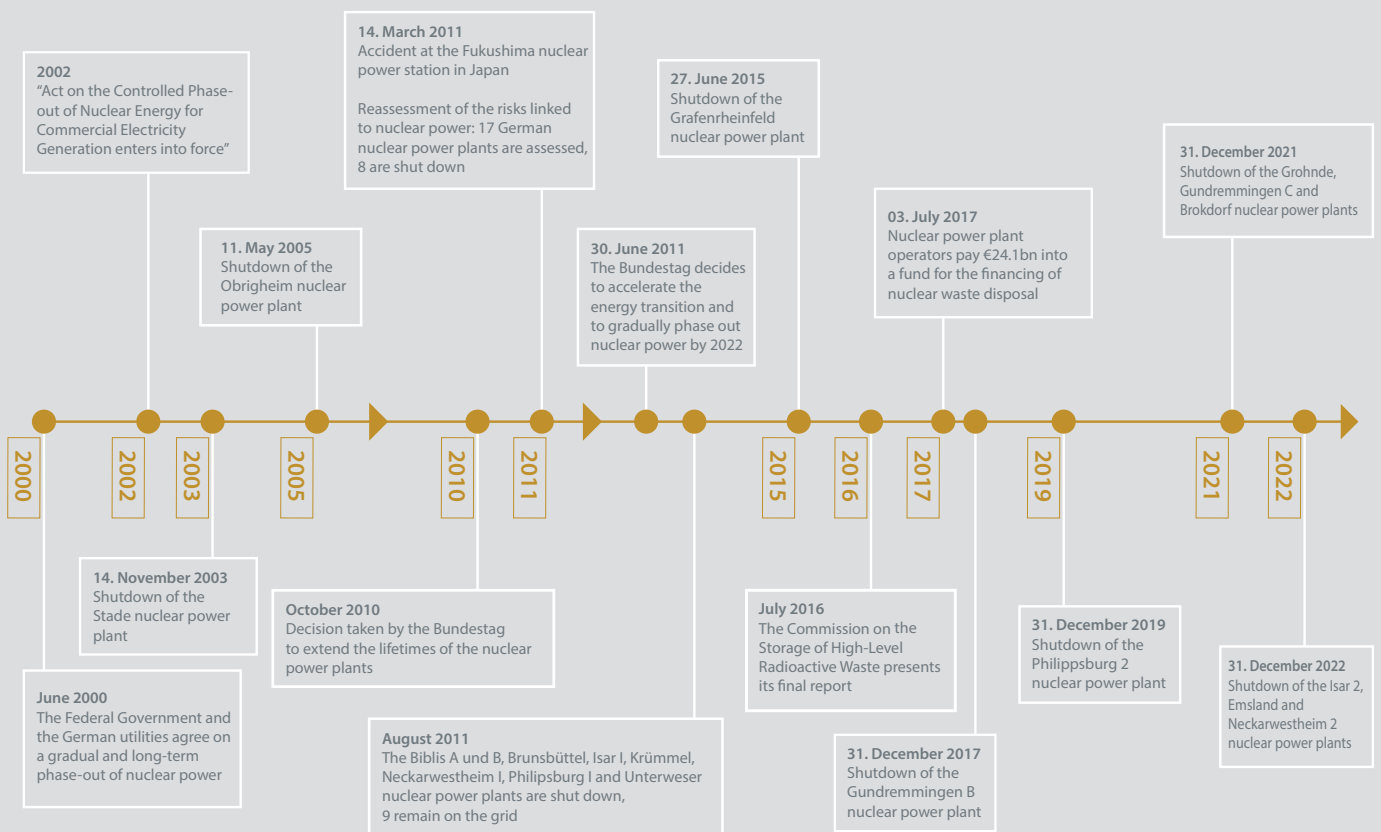 2002
“Act on the Controlled Phase-
out of Nuclear Energy for
Commercial Electricity
Generation enters into force”
11. May 2005
Shutdown of the
Obrigheim nuclear
power plant
14. March 2011
Accident at the Fukushima nuclear
power station in Japan
Reassessment of the risks linked
to nuclear power: 17 German
nuclear power plants are assessed,
8 are shut down
30. June 2011
The Bundestag decides
to accelerate the
energy transition and
to gradually phase out
nuclear power by 2022
27. June 2015
Shutdown of the
Grafenrheinfeld
nuclear power plant
03. July 2017
Nuclear power plant
operators pay €24.1bn into
a fund for the financing of
nuclear waste disposal
31. December 2021
Shutdown of the Grohnde,
Gundremmingen C and
Brokdorf nuclear power plants
2000
2002
2003
2005
2010
2011
2015
2016
2017
2019
2021
2022
June 2000
The Federal Government and
the German utilities agree on
a gradual and long-term
phase-out of nuclear power
14. November 2003
Shutdown of the
Stade nuclear power
plant
October 2010
Decision taken by the Bundestag
to extend the lifetimes of the nuclear
power plants
August 2011
The Biblis A und B, Brunsbüttel, Isar I, Krümmel,
Neckarwestheim I, Philipsburg I and Unterweser
nuclear power plants are shut down,
9 remain on the grid
July 2016
The Commission on the
Storage of High-Level
Radioactive Waste presents
its final report
31. December 2017
Shutdown of the
Gundremmingen B
nuclear power plant
31. December 2019
Shutdown of the
Philippsburg 2
nuclear power plant
31. December 2022
Shutdown of the Isar 2,
Emsland and
Neckarwestheim 2
nuclear power plants